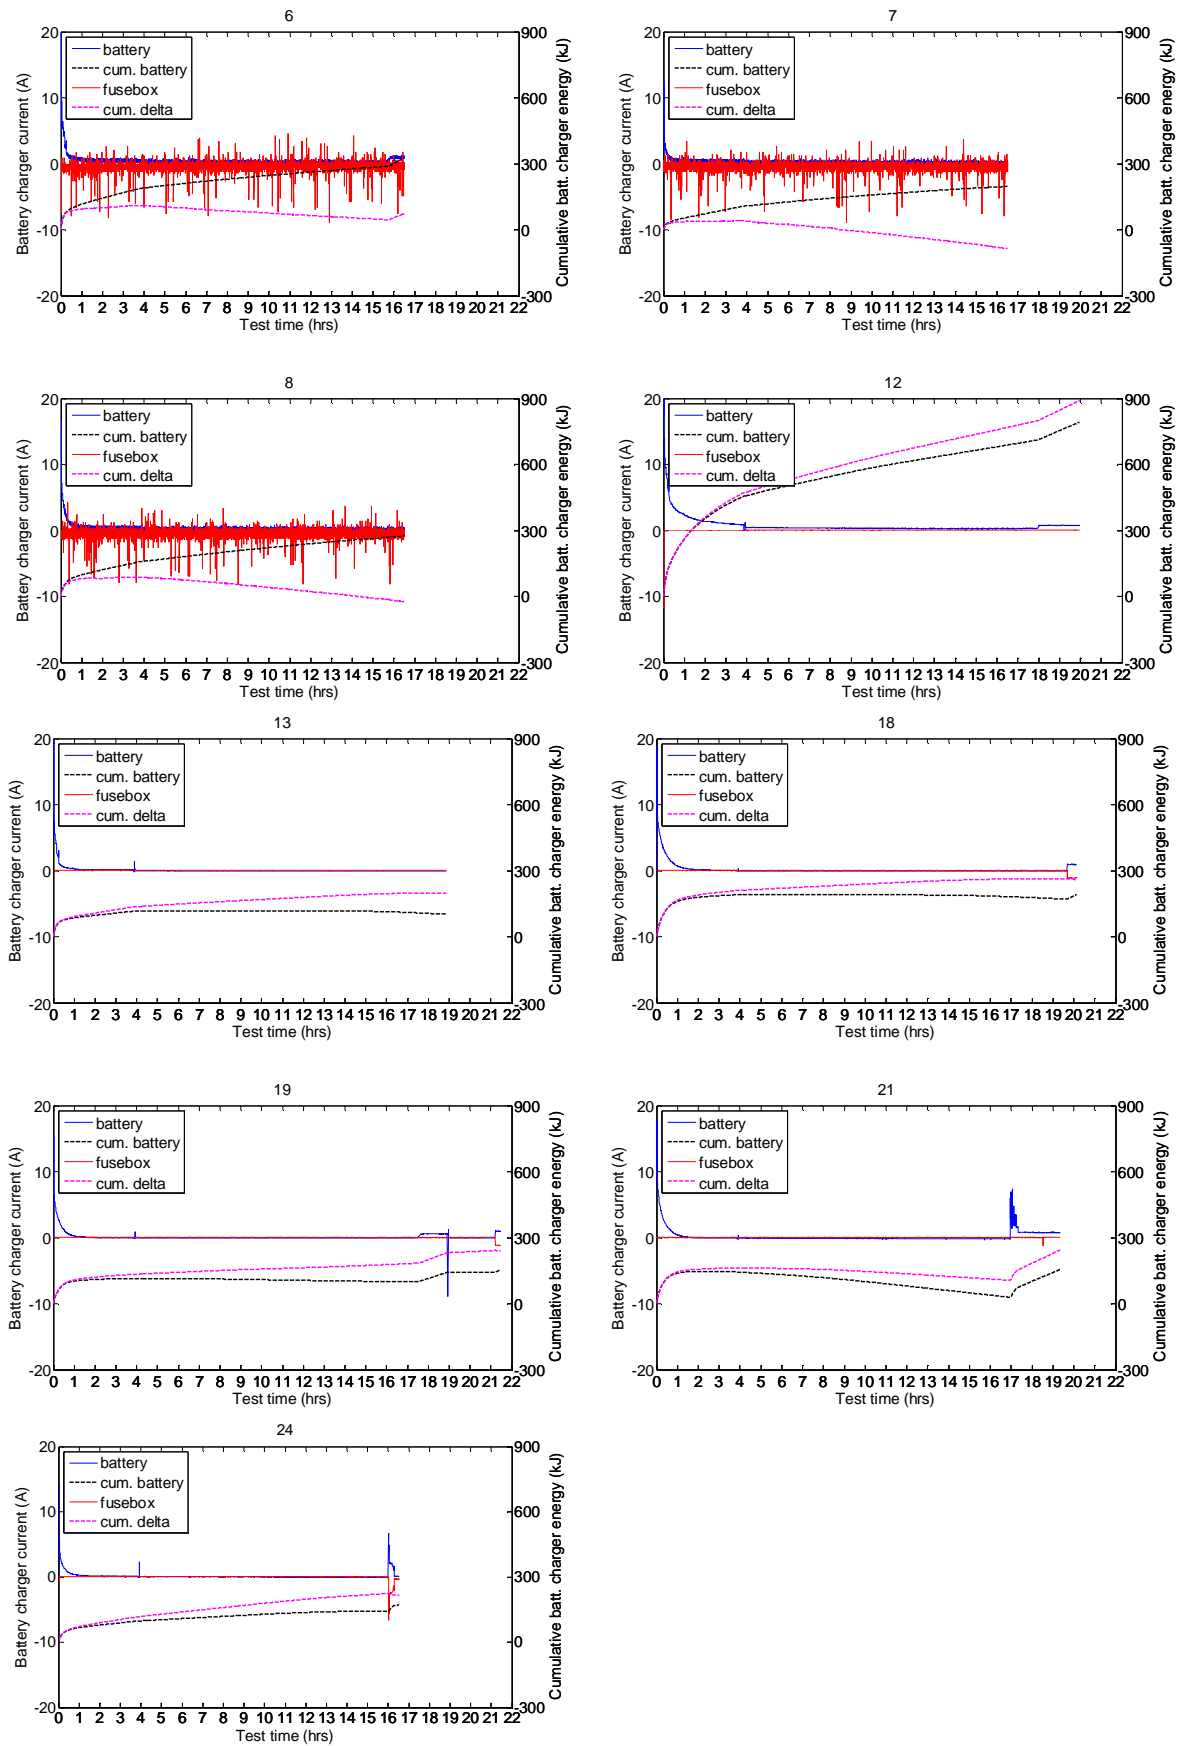 6
20
10
0
-10
-20
Battery charger current (A)
battery
cum. battery
fusebox
cum. delta
900
600
300
0
-300
Cumulative batt. charger energy (kJ)
0 1 2 3 4 5 6 7 8 9 10 11 12 13 14 15 16 17 18 19 20 21 22
Test time (hrs)
7
20
10
0
-10
-20
Battery charger current (A)
battery
cum. battery
fusebox
cum. delta
900
600
300
0
-300
Cumulative batt. charger energy (kJ)
0 1 2 3 4 5 6 7 8 9 10 11 12 13 14 15 16 17 18 19 20 21 22
Test time (hrs)
8
20
10
0
-10
-20
Battery charger current (A)
battery
cum. battery
fusebox
cum. delta
900
600
300
0
-300
Cumulative batt. charger energy (kJ)
0 1 2 3 4 5 6 7 8 9 10 11 12 13 14 15 16 17 18 19 20 21 22
Test time (hrs)
12
20
10
0
-10
-20
Battery charger current (A)
battery
cum. battery
fusebox
cum. delta
900
600
300
0
-300
Cumulative batt. charger energy (kJ)
0 1 2 3 4 5 6 7 8 9 10 11 12 13 14 15 16 17 18 19 20 21 22
Test time (hrs)
13
20
10
0
-10
-20
Battery charger current (A)
battery
cum. battery
fusebox
cum. delta
900
600
300
0
-300
Cumulative batt. charger energy (kJ)
0 1 2 3 4 5 6 7 8 9 10 11 12 13 14 15 16 17 18 19 20 21 22
Test time (hrs)
18
20
10
0
-10
-20
Battery charger current (A)
battery
cum. battery
fusebox
cum. delta
900
600
300
0
-300
Cumulative batt. charger energy (kJ)
0 1 2 3 4 5 6 7 8 9 10 11 12 13 14 15 16 17 18 19 20 21 22
Test time (hrs)
19
20
10
0
-10
-20
Battery charger current (A)
battery
cum. battery
fusebox
cum. delta
900
600
300
0
-300
Cumulative batt. charger energy (kJ)
0 1 2 3 4 5 6 7 8 9 10 11 12 13 14 15 16 17 18 19 20 21 22
Test time (hrs)
21
20
10
0
-10
-20
Battery charger current (A)
battery
cum. battery
fusebox
cum. delta
900
600
300
0
-300
Cumulative batt. charger energy (kJ)
0 1 2 3 4 5 6 7 8 9 10 11 12 13 14 15 16 17 18 19 20 21 22
Test time (hrs)
24
20
10
0
-10
-20
Battery charger current (A)
battery
cum. battery
fusebox
cum. delta
900
600
300
0
-300
Cumulative batt. charger energy (kJ)
0 1 2 3 4 5 6 7 8 9 10 11 12 13 14 15 16 17 18 19 20 21 22
Test time (hrs)